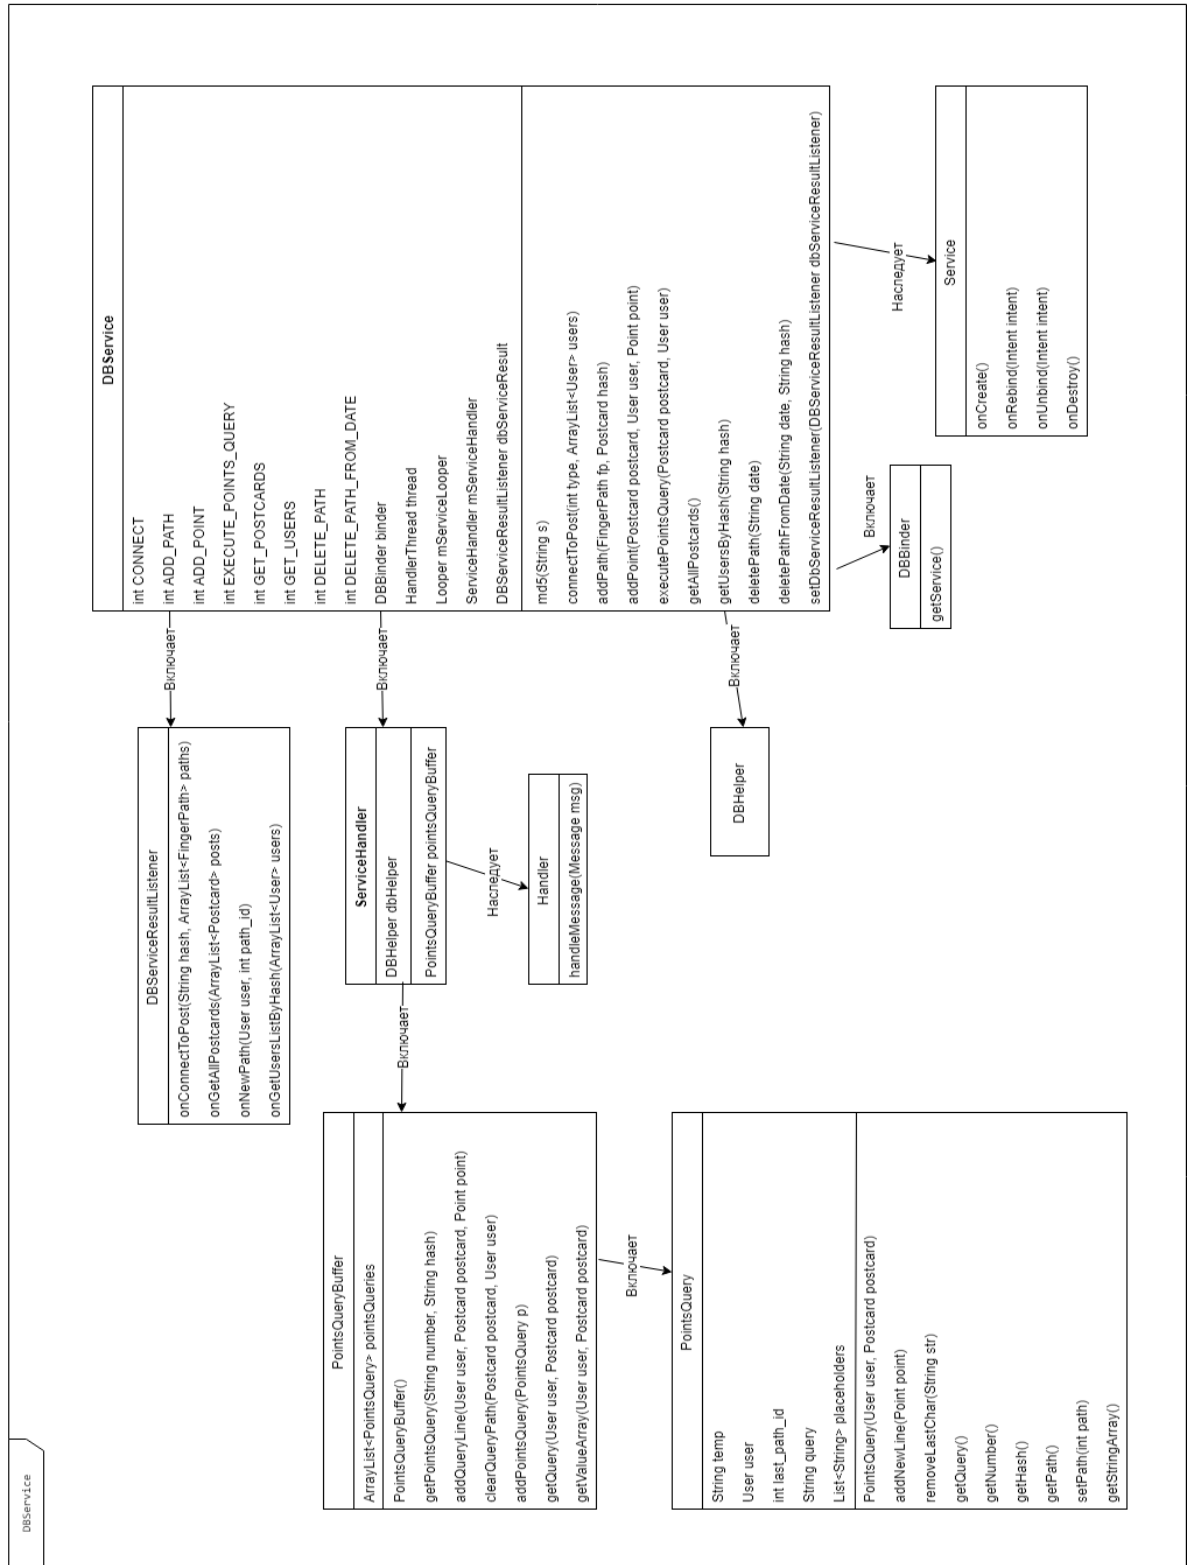 DBService
DBService
int CONNECT
int ADD_PATH
int ADD_POINT
int EXECUTE_POINTS_QUERY
int GET_POSTCARDS
int GET_USERS
int DELETE_PATH
int DELETE_PATH_FROM_DATE
DBBinder binder
HandlerThread thread
Looper mServiceLooper
ServiceHandler mServiceHandler
DBServiceResultListener dbServiceResult
md5(String s)
connectToPost(int type, ArrayList<User> users)
addPath(FingerPath fp, Postcard hash)
addPoint(Postcard postcard, User user, Point point)
executePointsQuery(Postcard postcard, User user)
getAllPostcards()
getUsersByHash(String hash)
deletePath(String date)
deletePathFromDate(String date, String hash)
setDbServiceResultListener(DBServiceResultListener dbServiceResultListener)
Включает
Включает
Включает
Включает
Наследует
DBServiceResultListener
onConnectToPost(String hash, ArrayList<FingerPath> paths)
onGetAllPostcards(ArrayList<Postcard> posts)
onNewPath(User user, int path_id)
onGetUsersListByHash(ArrayList<User> users)
ServiceHandler
DBHelper dbHelper
PointsQueryBuffer pointsQueryBuffer
Наследует
Handler
handleMessage(Message msg)
DBHelper
DBBinder
getService()
Service
onCreate()
onRebind(Intent intent)
onUnbind(Intent intent)
onDestroy()
Включает
PointsQueryBuffer
ArrayList<PointsQuery> pointsQueries
PointsQueryBuffer()
getPointsQuery(String number, String hash)
addQueryLine(User user, Postcard postcard, Point point)
clearQueryPath(Postcard postcard, User user)
addPointsQuery(PointsQuery p)
getQuery(User user, Postcard postcard)
getValueArray(User user, Postcard postcard)
Включает
PointsQuery
String temp
User user
int last_path_id
String query
List<String> placeholders
PointsQuery(User user, Postcard postcard)
addNewLine(Point point)
removeLastChar(String str)
getQuery()
getNumber()
getHash()
getPath()
setPath(int path)
getStringArray()